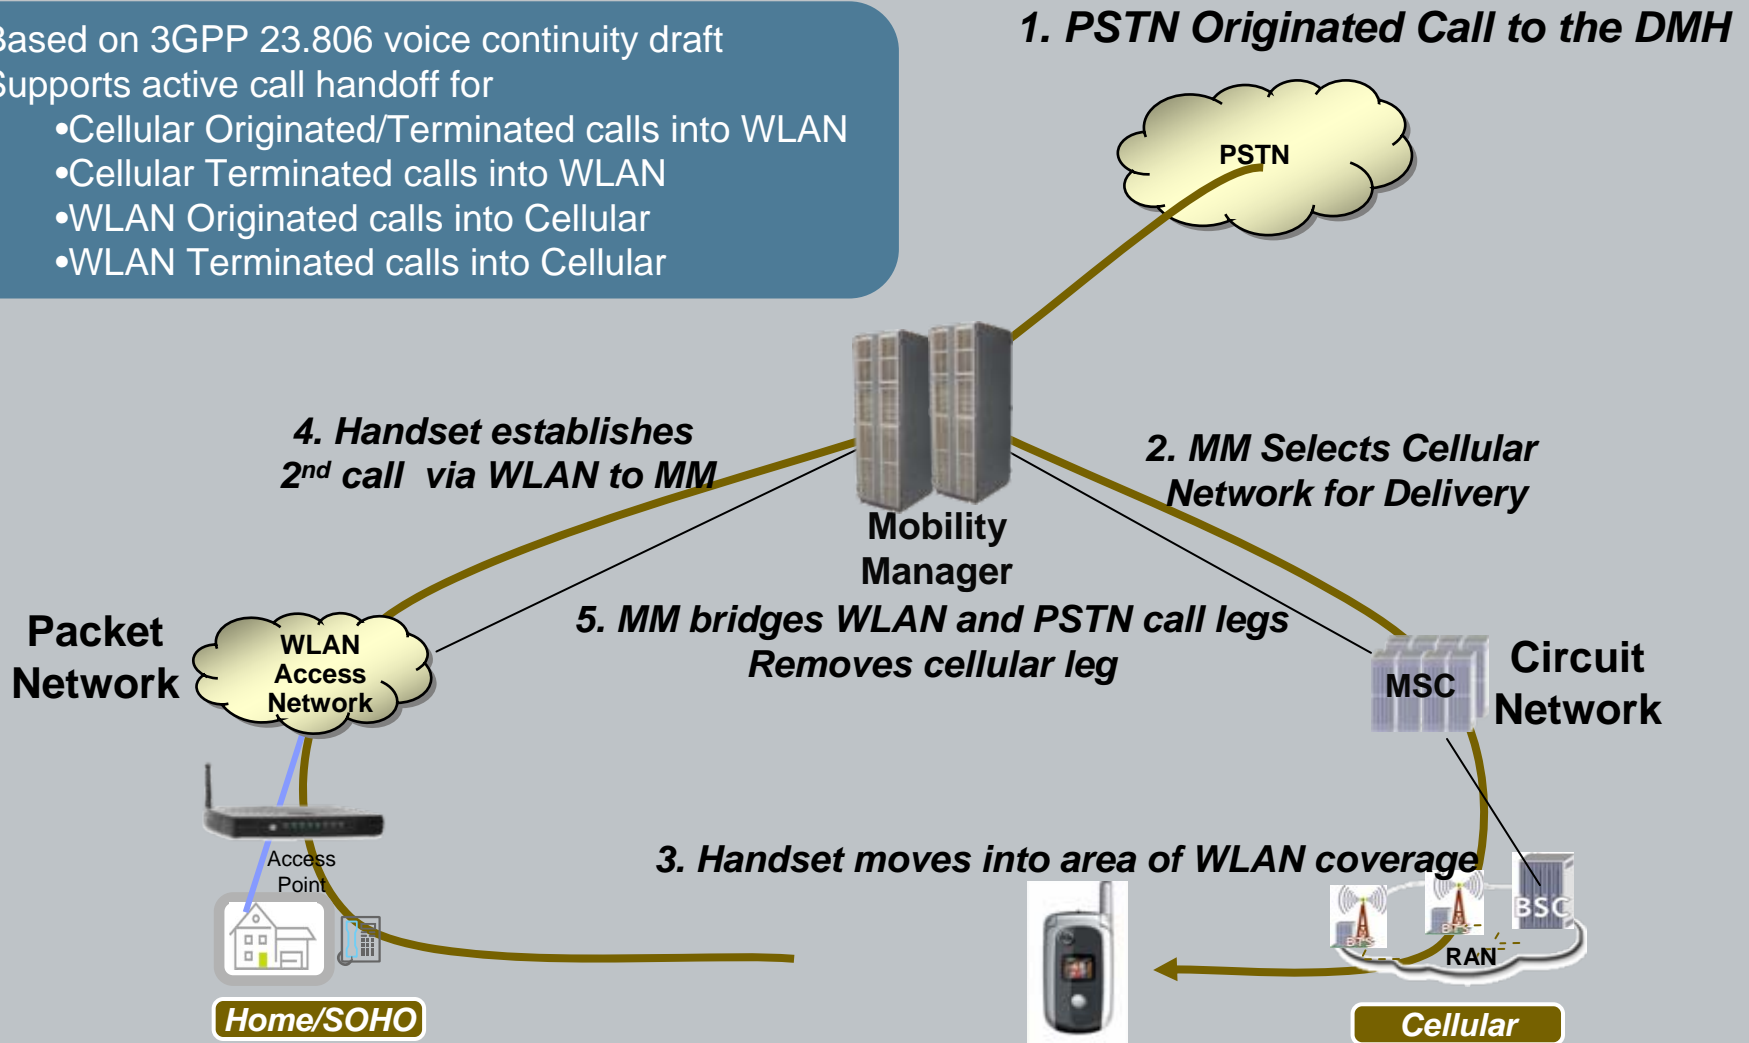 Based on 3GPP 23.806 voice continuity draft
Supports active call handoff for
•Cellular Originated/Terminated calls into WLAN
•Cellular Terminated calls into WLAN
•WLAN Originated calls into Cellular
•WLAN Terminated calls into Cellular
1. PSTN Originated Call to the DMH
PSTN
4. Handset establishes
2nd call via WLAN to MM
2. MM Selects Cellular
Network for Delivery
Mobility
Manager
5. MM bridges WLAN and PSTN call legs
Removes cellular leg
Packet
Network
WLAN
Access
Network
MSC
Circuit
Network
Access
Point
3. Handset moves into area of WLAN coverage
BTS
BTS
BSC
RAN
Home/SOHO
Cellular